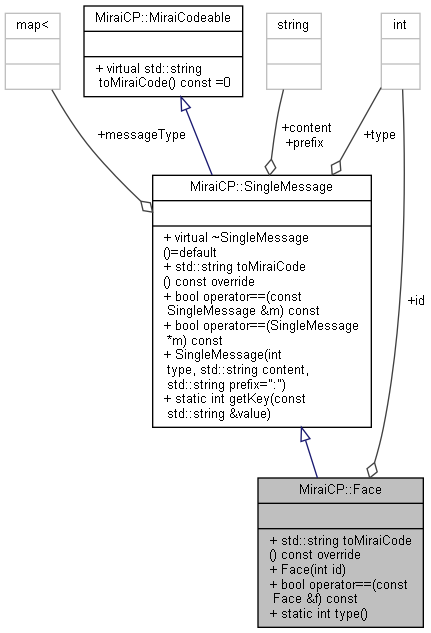 map<
MiraiCP::MiraiCodeable
+ virtual std::string
toMiraiCode() const =0
string
int
+messageType
+content
+prefix
+type
MiraiCP::SingleMessage
+ virtual ~SingleMessage
()=default
+ std::string toMiraiCode
() const override
+ bool operator==(const
SingleMessage &m) const
+ bool operator==(SingleMessage
*m) const
+ SingleMessage(int
type, std::string content,
std::string prefix=":")
+ static int getKey(const
std::string &value)
+id
MiraiCP::Face
+ std::string toMiraiCode
() const override
+ Face(int id)
+ bool operator==(const
Face &f) const
+ static int type()